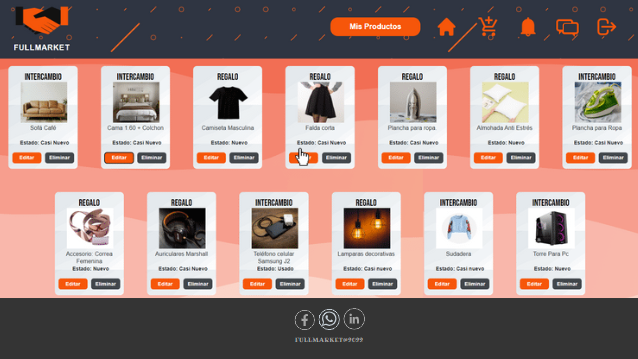 FULLMARKET
Mis Productos
INTERCAMBIO
Sofá Café
Estado: Casi Nuevo
Editar Eliminar
INTERCAMBIO
Cama 1.60 + Colchon
Estado: Casi Nuevo
Editar Eliminar
REGALO
Camiseta Masculina
Estado: Nuevo
Editar Eliminar
REGALO
Falda corta
Estado: Casi Nuevo
Eliminar
REGALO
Plancha para ropa
Estado: Casi Nuevo
Editar Eliminar
REGALO
Almohada Anti Estrés
Estado: Nuevo
Editar Eliminar
INTERCAMBIO
Plancha para Ropa
Estado: Casi Nuevo
Editar Eliminar
REGALO
Accesorio: Correa
Femenina
Estado: Nuevo
Editar Eliminar
REGALO
Auriculares Marshall
Estado: Casi Nuevo
Editar Eliminar
INTERCAMBIO
Teléfono celular
Samsung J2
Estado: Usado
Editar Eliminar
REGALO
Lamparas decorativas
Estado: Casi nuevo
Editar Eliminar
INTERCAMBIO
Sudadera
Estado: Casi nuevo
Editar Eliminar
INTERCAMBIO
Torre Para Pc
Estado: Casi Nuevo
Editar Eliminar